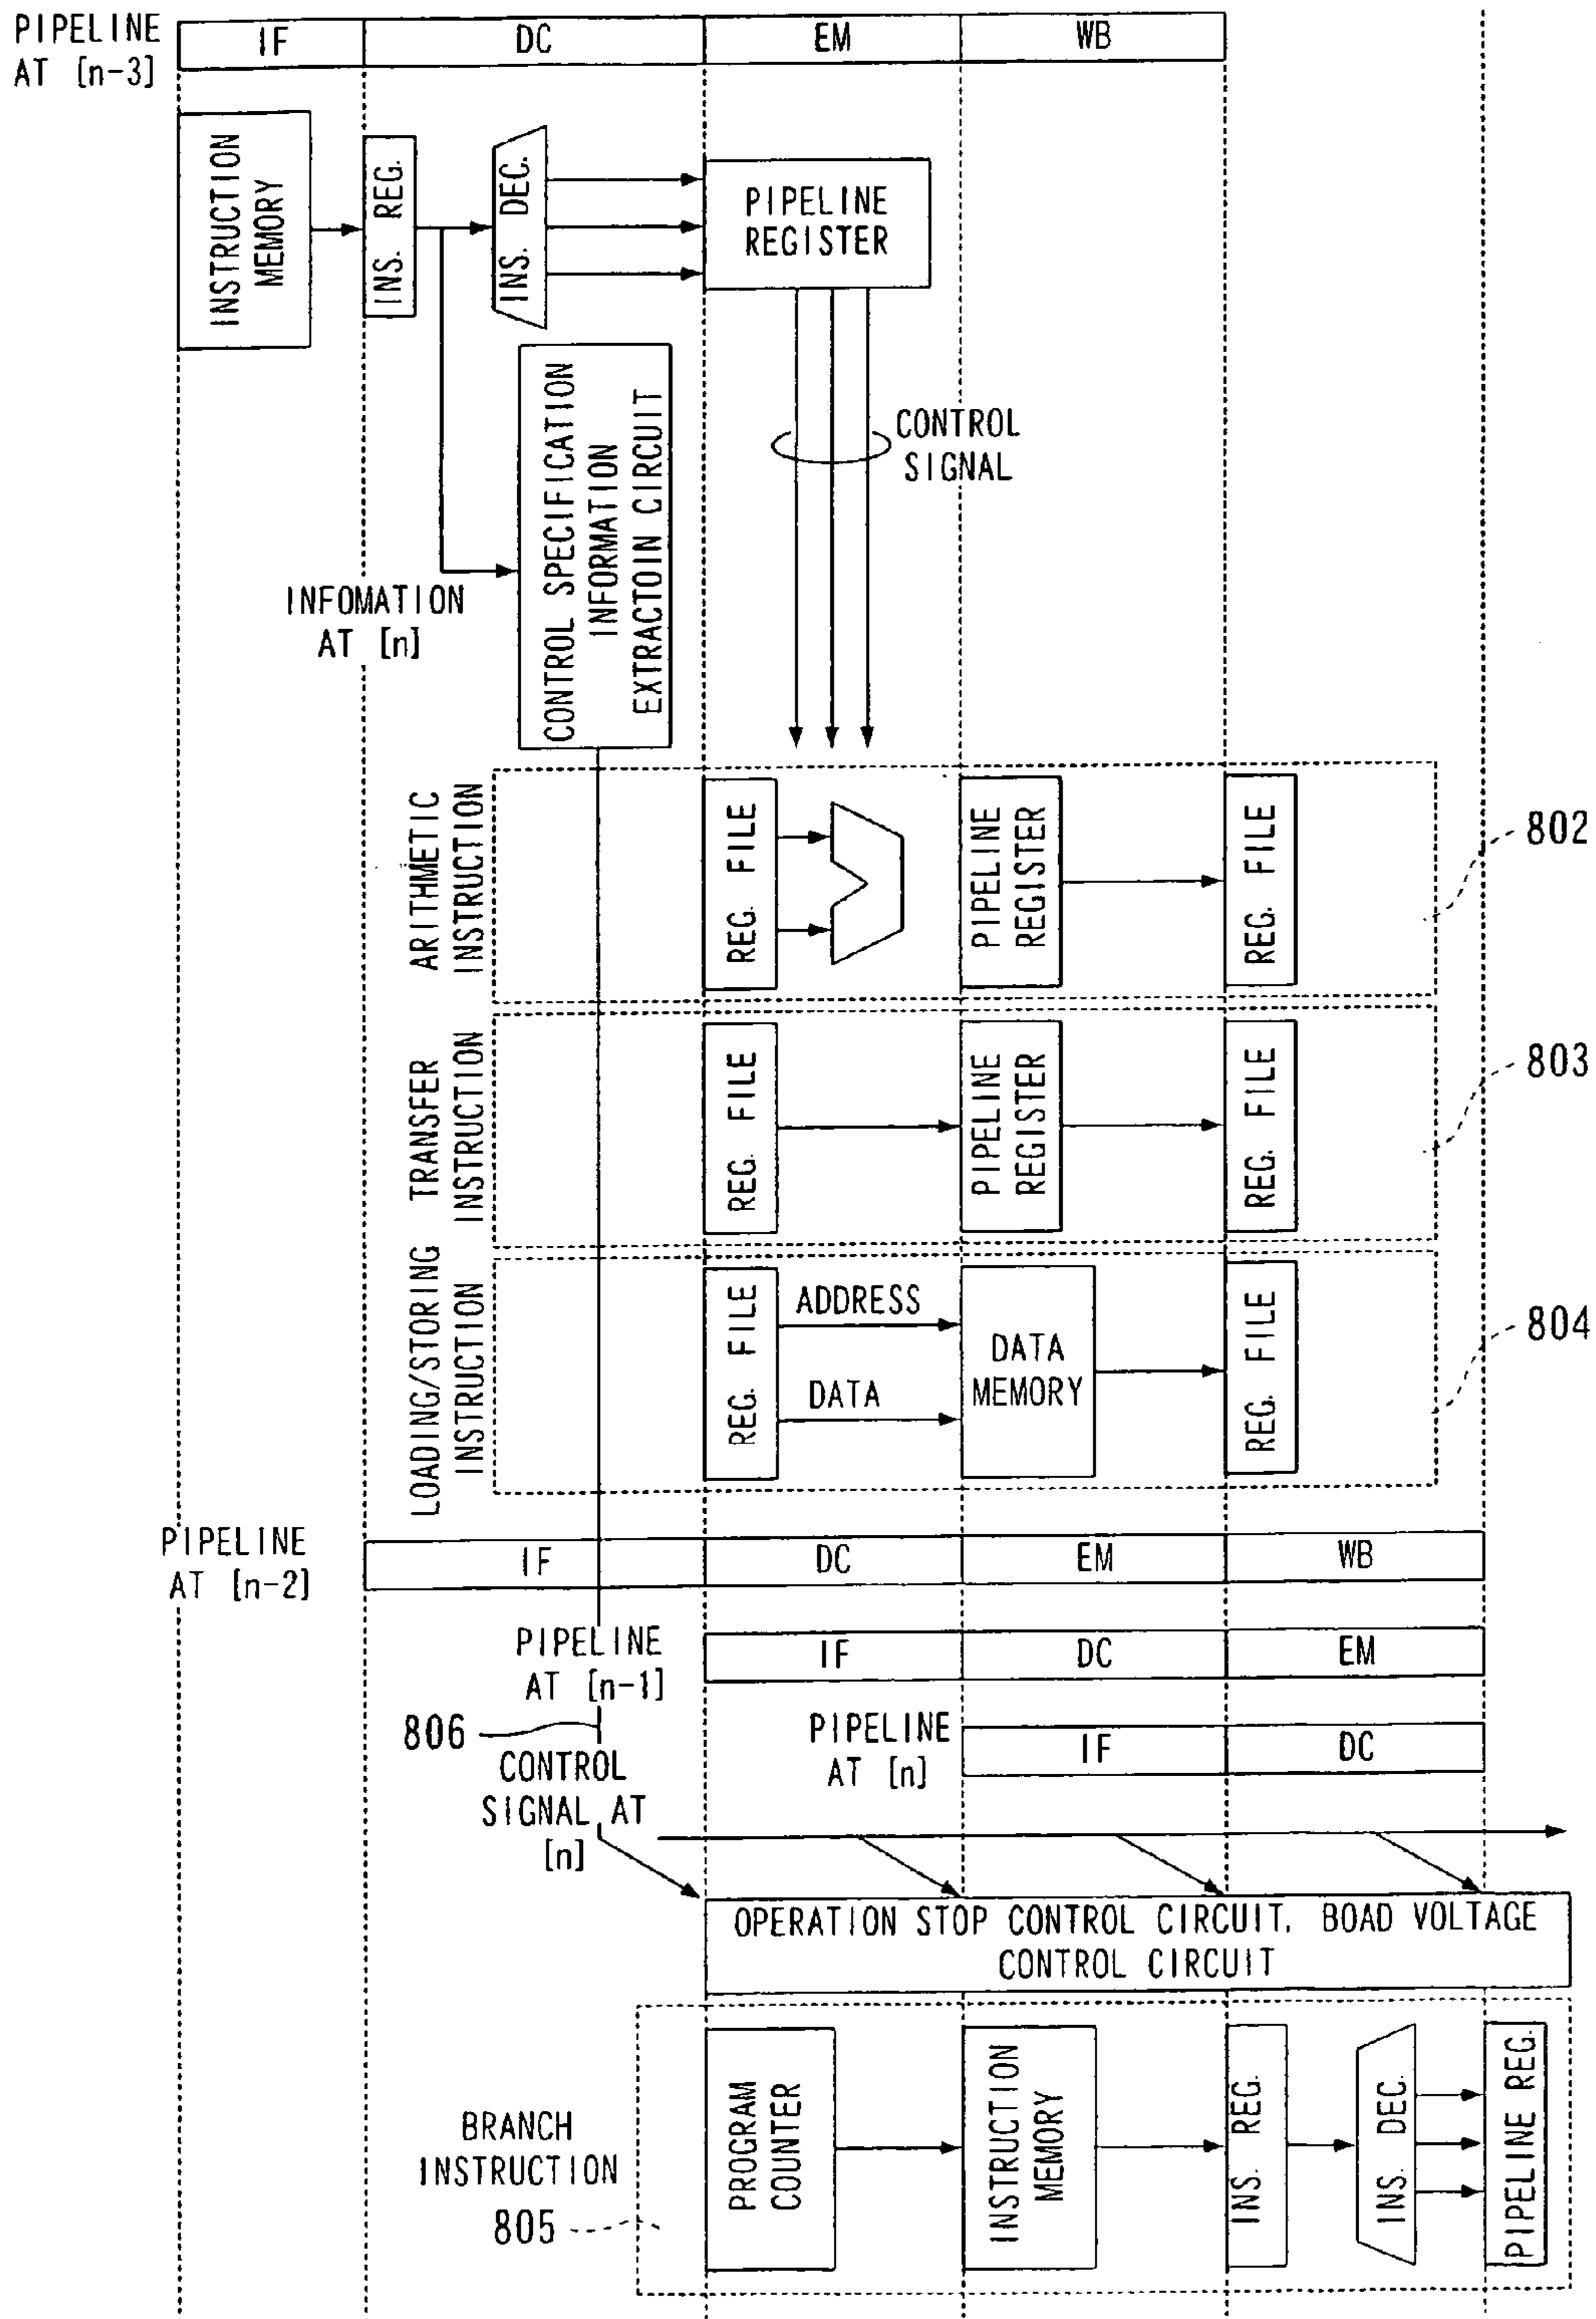 PIPELINE
AT [n-3]
IF
DC
EM
WB
INSTRUCTION
MEMORY
INS. REG.
INS. DEC.
PIPELINE
REGISTER
CONTROL SPECIFICATION
INFORMATION
EXTRACTOIN CIRCUIT
CONTROL
SIGNAL
INFOMATION
AT [n]
ARITHMETIC
INSTRUCTION
REG. FILE
PIPELINE
REGISTER
REG. FILE
802
TRANSFER
INSTRUCTION
REG. FILE
PIPELINE
REGISTER
REG. FILE
803
LOADING/STORING
INSTRUCTION
REG. FILE
ADDRESS
DATA
DATA
MEMORY
REG. FILE
804
PIPELINE
AT [n-2]
IF
DC
EM
WB
PIPELINE
AT [n-1]
IF
DC
EM
806
PIPELINE
AT [n]
IF
DC
CONTROL
SIGNAL AT
[n]
OPERATION STOP CONTROL CIRCUIT, BOAD VOLTAGE
CONTROL CIRCUIT
BRANCH
INSTRUCTION
805
PROGRAM
COUNTER
INSTRUCTION
MEMORY
INS. REG.
INS. DEC.
PIPELINE REG.